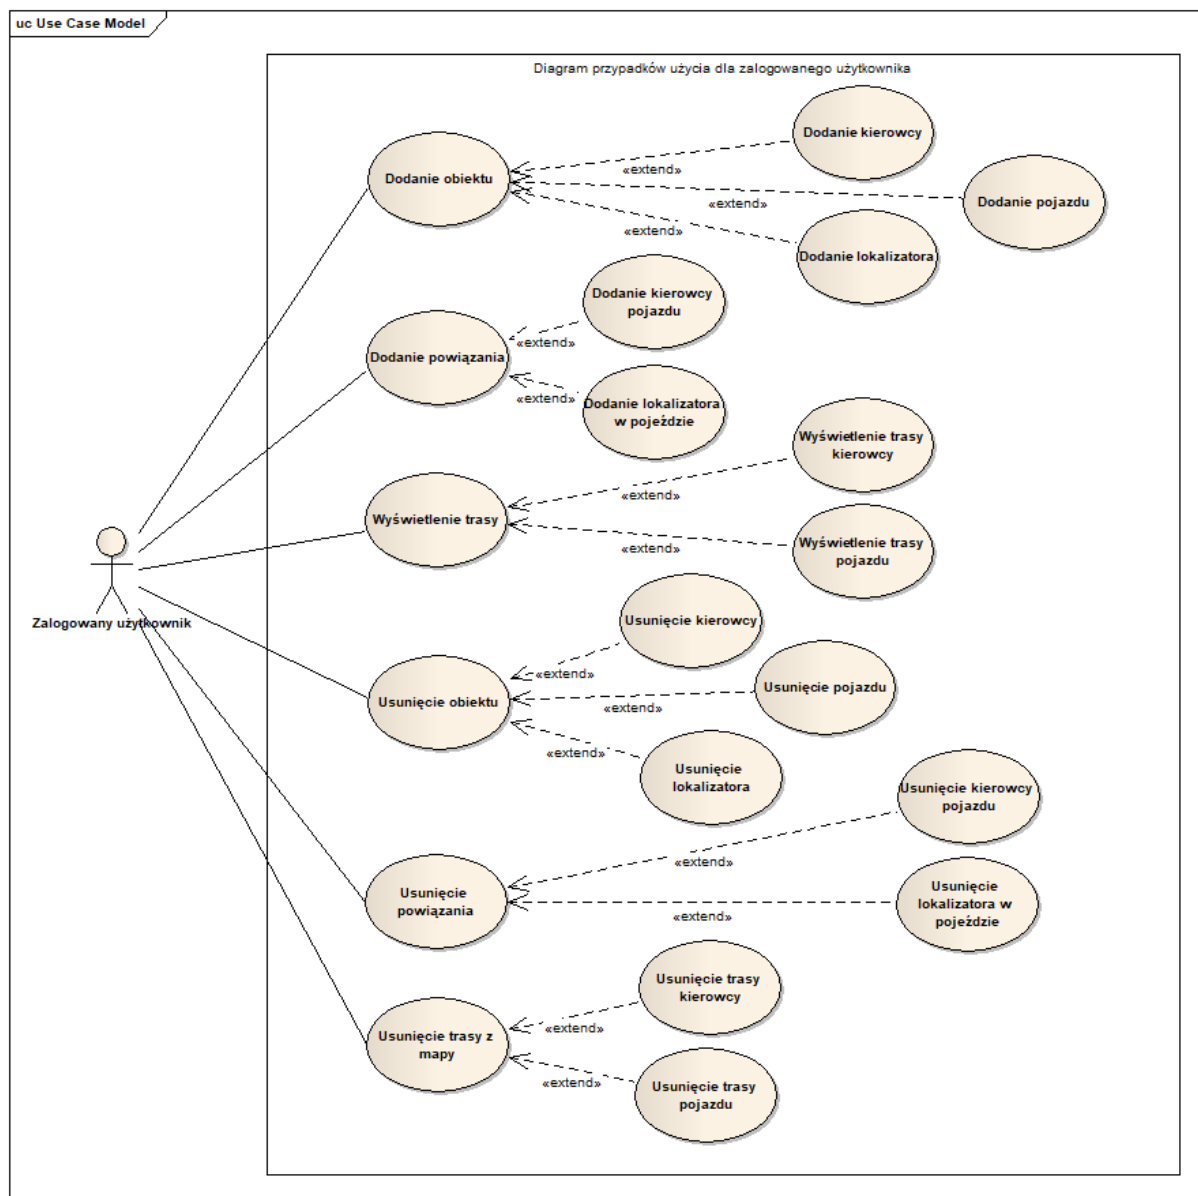 uc Use Case Model
Diagram przypadków użycia dla zalogowanego użytkownika
Dodanie kierowcy
Dodanie obiektu
«extend»
Dodanie pojazdu
«extend»
«extend»
Dodanie lokalizatora
Dodanie kierowcy
pojazdu
Dodanie powiązania
«extend»
«extend»
Dodanie lokalizatora
w pojeździe
Wyświetlenie trasy
kierowcy
Wyświetlenie trasy
«extend»
«extend»
Wyświetlenie trasy
pojazdu
Zalogowany użytkownik
Usunięcie kierowcy
«extend»
Usunięcie obiektu
Usunięcie pojazdu
«extend»
«extend»
Usunięcie
lokalizatora
Usunięcie kierowcy
pojazdu
«extend»
Usunięcie
powiązania
Usunięcie
lokalizatora w
pojeździe
«extend»
Usunięcie trasy
kierowcy
«extend»
Usunięcie trasy z
mapy
«extend»
Usunięcie trasy
pojazdu